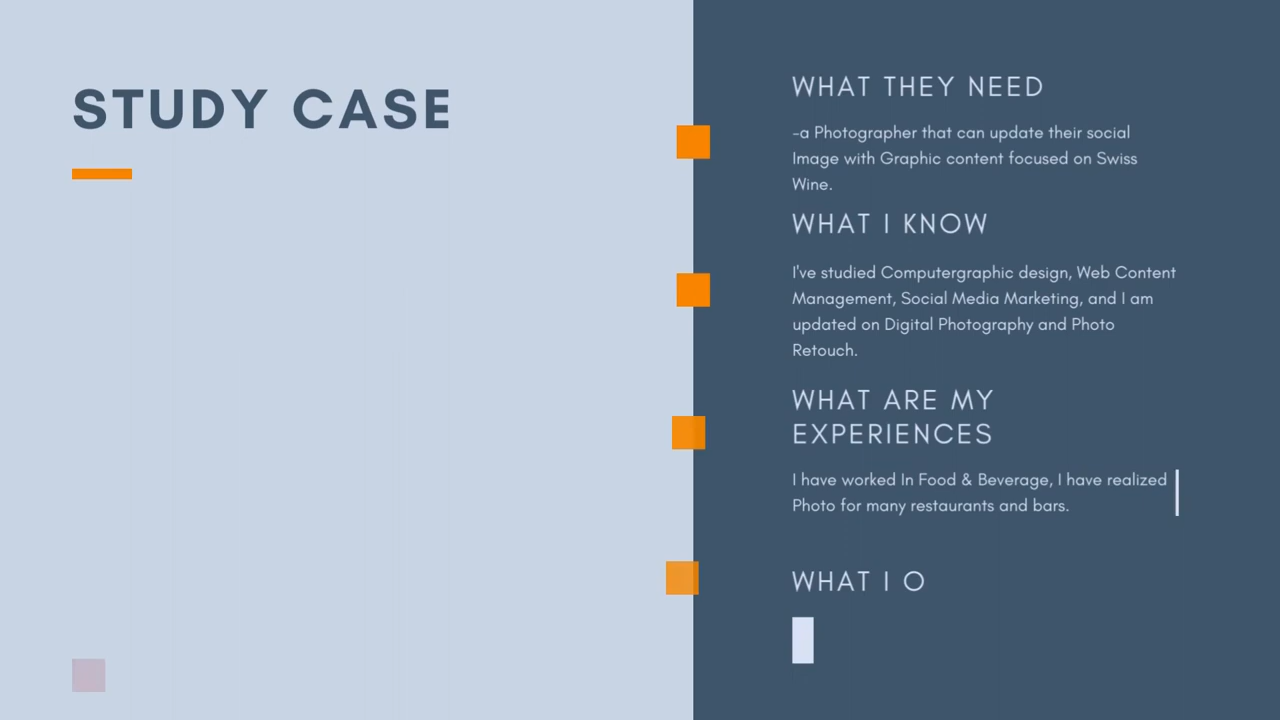 STUDY CASE
WHAT THEY NEED
-a Photographer that can update their social
Image with Graphic content focused on Swiss
Wine.
WHAT I KNOW
I've studied Computergraphic design, Web Content
Management, Social Media Marketing, and I am
updated on Digital Photography and Photo
Retouch.
WHAT ARE MY
EXPERIENCES
I have worked In Food & Beverage, I have realized
Photo for many restaurants and bars.
WHAT I O